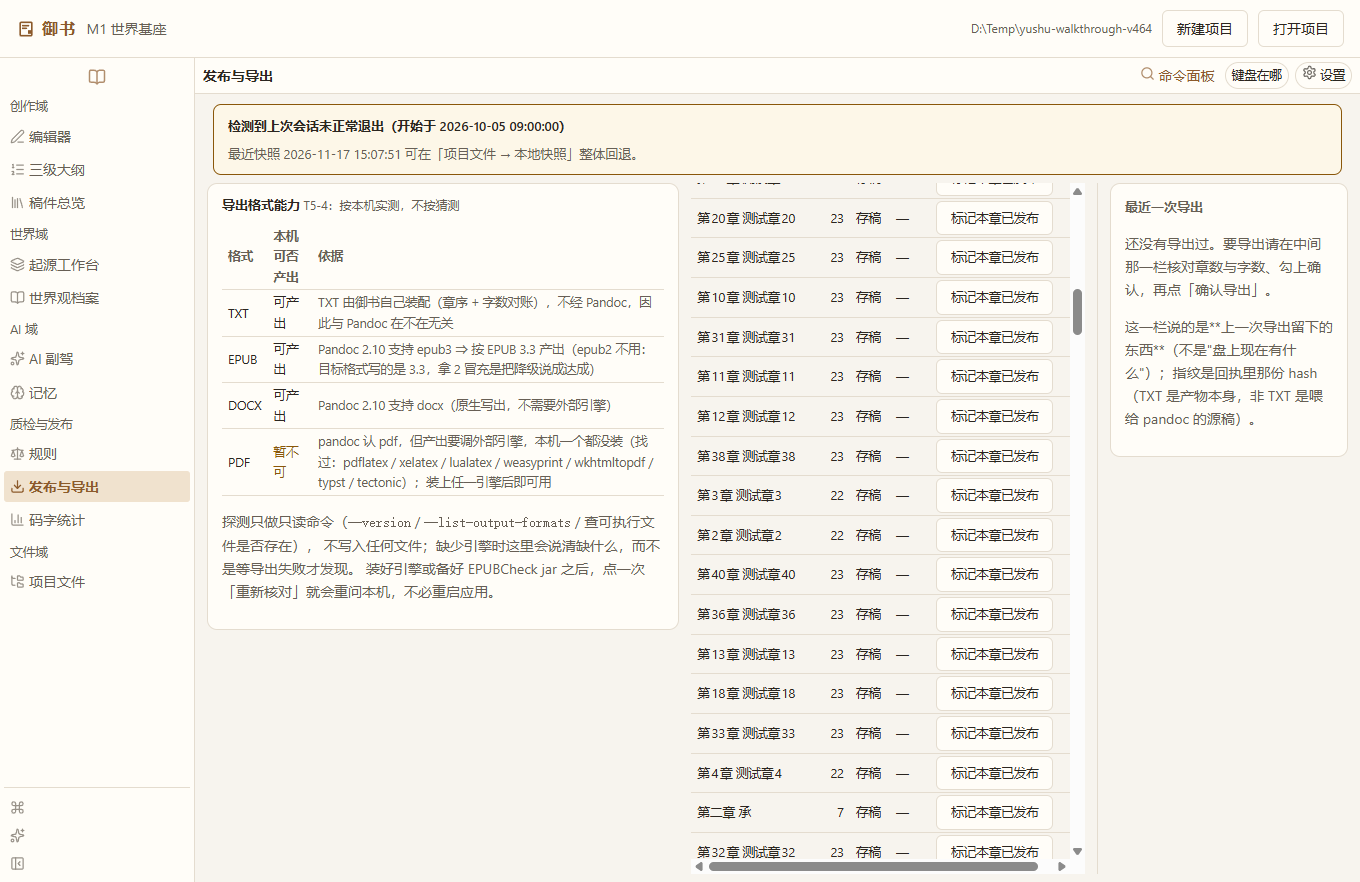 御书 M1 世界基座
D:\Temp\yushu-walkthrough-v464 新建项目 打开项目
创作域
编辑器
三级大纲
稿件总览
世界域
起源工作台
世界观档案
AI 域
AI 副驾
记忆
质检与发布
规则
发布与导出
码字统计
文件域
项目文件
发布与导出
命令面板 键盘在哪 设置
检测到上次会话未正常退出（开始于 2026-10-05 09:00:00）
最近快照 2026-11-17 15:07:51 可在「项目文件 → 本地快照」整体回退。
导出格式能力 T5-4：按本机实测，不按猜测
格式 本机可否产出 依据
TXT 可产出 TXT 由御书自己装配（章序 + 字数对账），不经 Pandoc，因
此与 Pandoc 在不在无关
EPUB 可产出 Pandoc 2.10 支持 epub3 ⇒ 按 EPUB 3.3 产出（epub2 不用：
目标格式写的是 3.3，拿 2 冒充是把降级说成达成）
DOCX 可产出 Pandoc 2.10 支持 docx（原生写出，不需要外部引擎）
PDF 暂不可 pandoc 认 pdf，但产出要调外部引擎，本机一个都没装（找
过：pdflatex / xelatex / lualatex / weasyprint / wkhtmltopdf /
typst / tectonic）；装上任一引擎后即可用
探测只做只读命令（—version / —list-output-formats / 查可执行文
件是否存在）， 不写入任何文件；缺少引擎时这里会说清缺什么，而不
是等导出失败才发现。 装好引擎或备好 EPUBCheck jar 之后，点一次
「重新核对」就会重问本机，不必重启应用。
第20章 测试章20 23 存稿 — 标记本章已发布
第25章 测试章25 23 存稿 — 标记本章已发布
第10章 测试章10 23 存稿 — 标记本章已发布
第31章 测试章31 23 存稿 — 标记本章已发布
第11章 测试章11 23 存稿 — 标记本章已发布
第12章 测试章12 23 存稿 — 标记本章已发布
第38章 测试章38 23 存稿 — 标记本章已发布
第3章 测试章3 22 存稿 — 标记本章已发布
第2章 测试章2 22 存稿 — 标记本章已发布
第40章 测试章40 23 存稿 — 标记本章已发布
第36章 测试章36 23 存稿 — 标记本章已发布
第13章 测试章13 23 存稿 — 标记本章已发布
第18章 测试章18 23 存稿 — 标记本章已发布
第33章 测试章33 23 存稿 — 标记本章已发布
第4章 测试章4 22 存稿 — 标记本章已发布
第二章 承 7 存稿 — 标记本章已发布
第32章 测试章32 23 存稿 — 标记本章已发布
最近一次导出
还没有导出过。要导出请在中间
那一栏核对章数与字数、勾上确
认，再点「确认导出」。
这一栏说的是**上一次导出留下的
东西**（不是"盘上现在有什
么"）；指纹是回执里那份 hash
（TXT 是产物本身，非 TXT 是喂
给 pandoc 的源稿）。